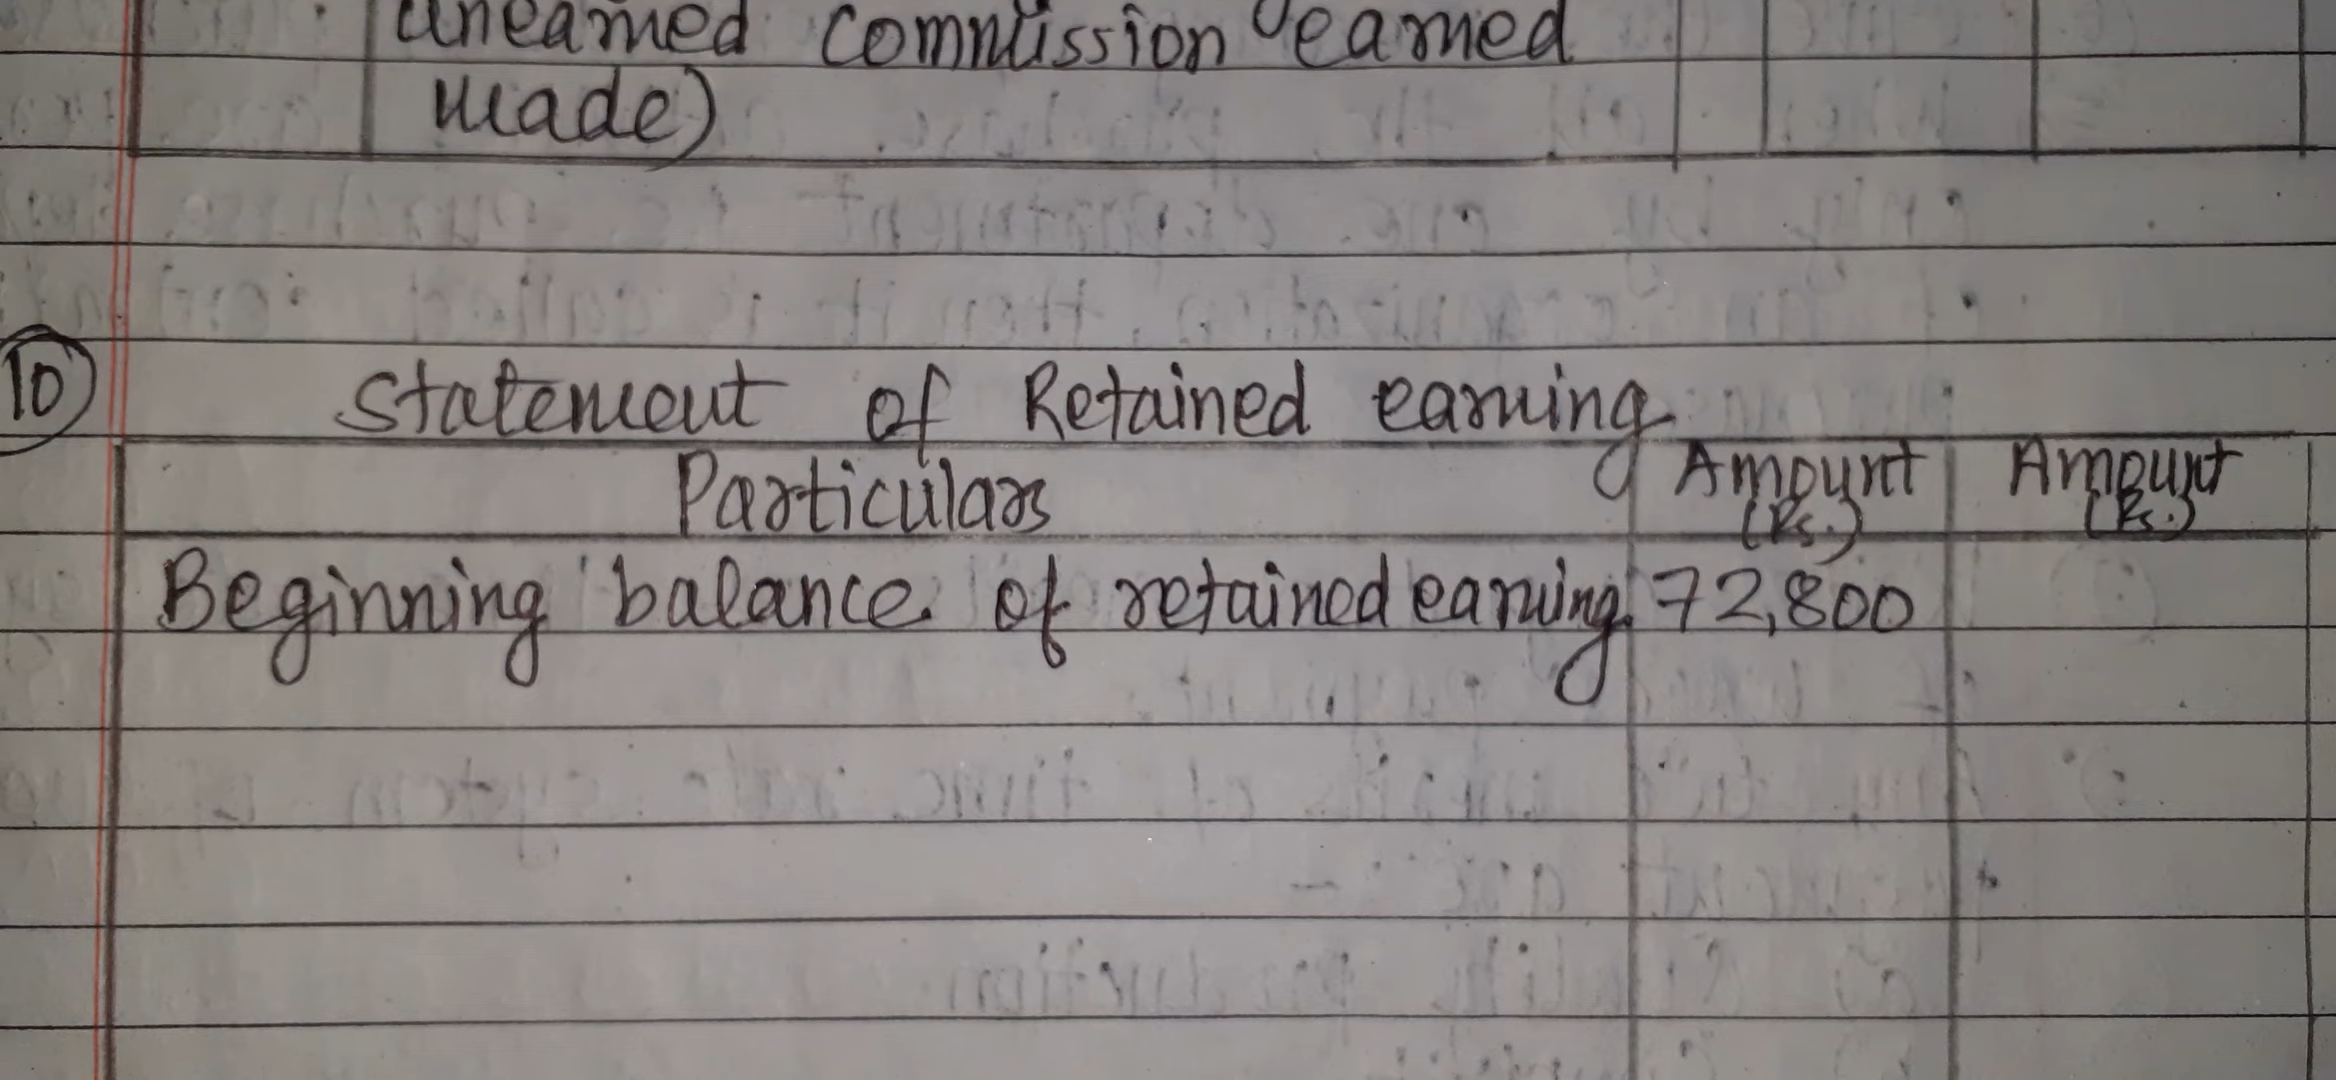 unearned commission earned
made)
10
Statement of Retained earning
Particulars Amount (Rs.) Amount (Rs.)
Beginning balance of retained earning 72,800